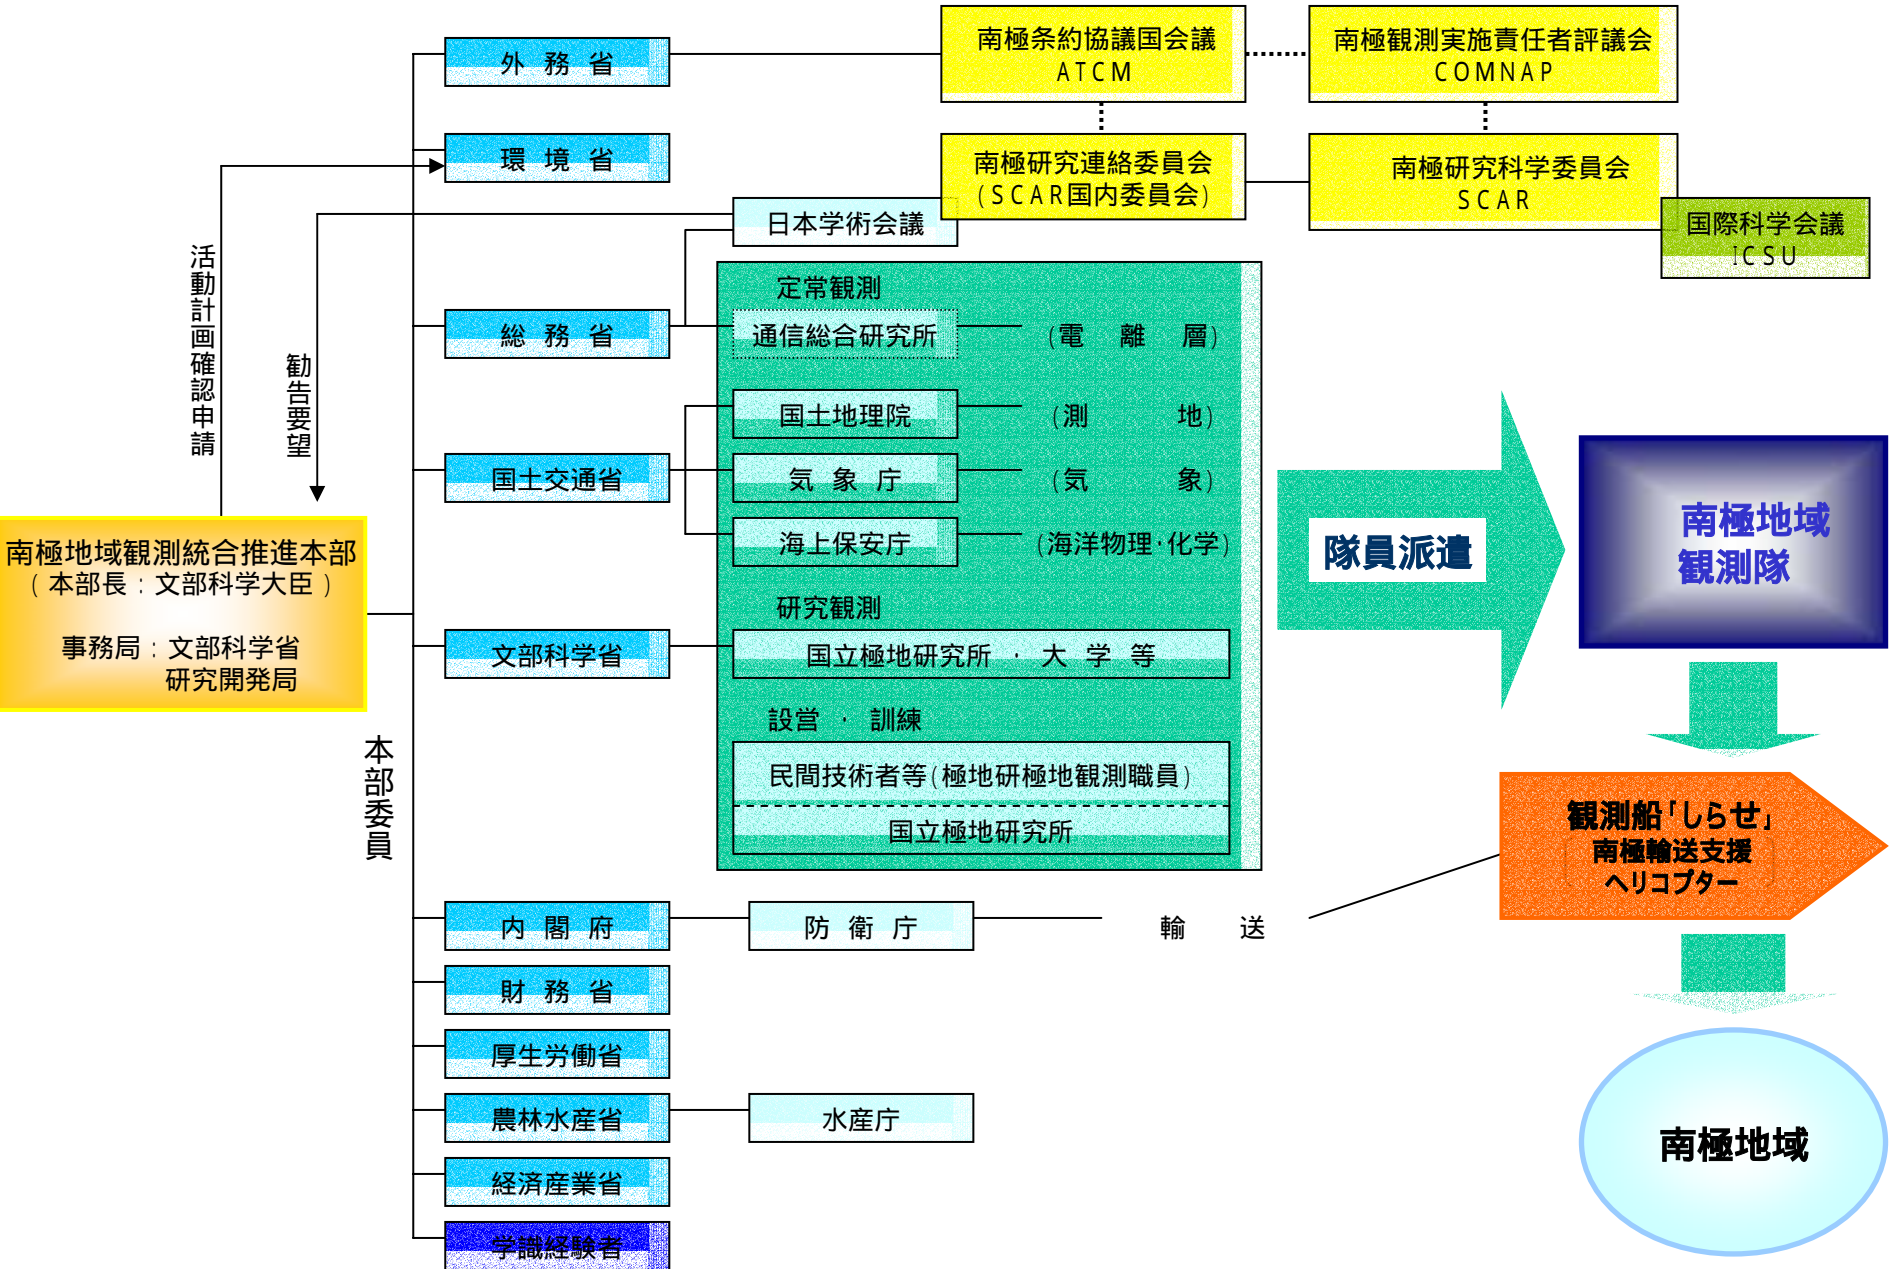 外 務 省
南極条約協議国会議
ATCM
南極観測実施責任者評議会
COMNAP
環 境 省
南極研究連絡委員会
(SCAR国内委員会)
南極研究科学委員会
SCAR
日本学術会議
国際科学会議
ICSU
活動計画確認申請
勧告要望
定常観測
総 務 省
通信総合研究所
(電 離 層)
国土地理院
(測 地)
国土交通省
気 象 庁
(気 象)
海上保安庁
(海洋物理・化学)
隊員派遣
南極地域
観測隊
南極地域観測統合推進本部
( 本部長 : 文部科学大臣 )
事務局 : 文部科学省
研究開発局
研究観測
文部科学省
国立極地研究所 ・ 大 学 等
設営 ・ 訓練
民間技術者等(極地研極地観測職員)
国立極地研究所
本部委員
観測船「しらせ」
南極輸送支援
ヘリコプター
内 閣 府
防 衛 庁
輸 送
財 務 省
厚生労働省
農林水産省
水産庁
経済産業省
学識経験者
南極地域